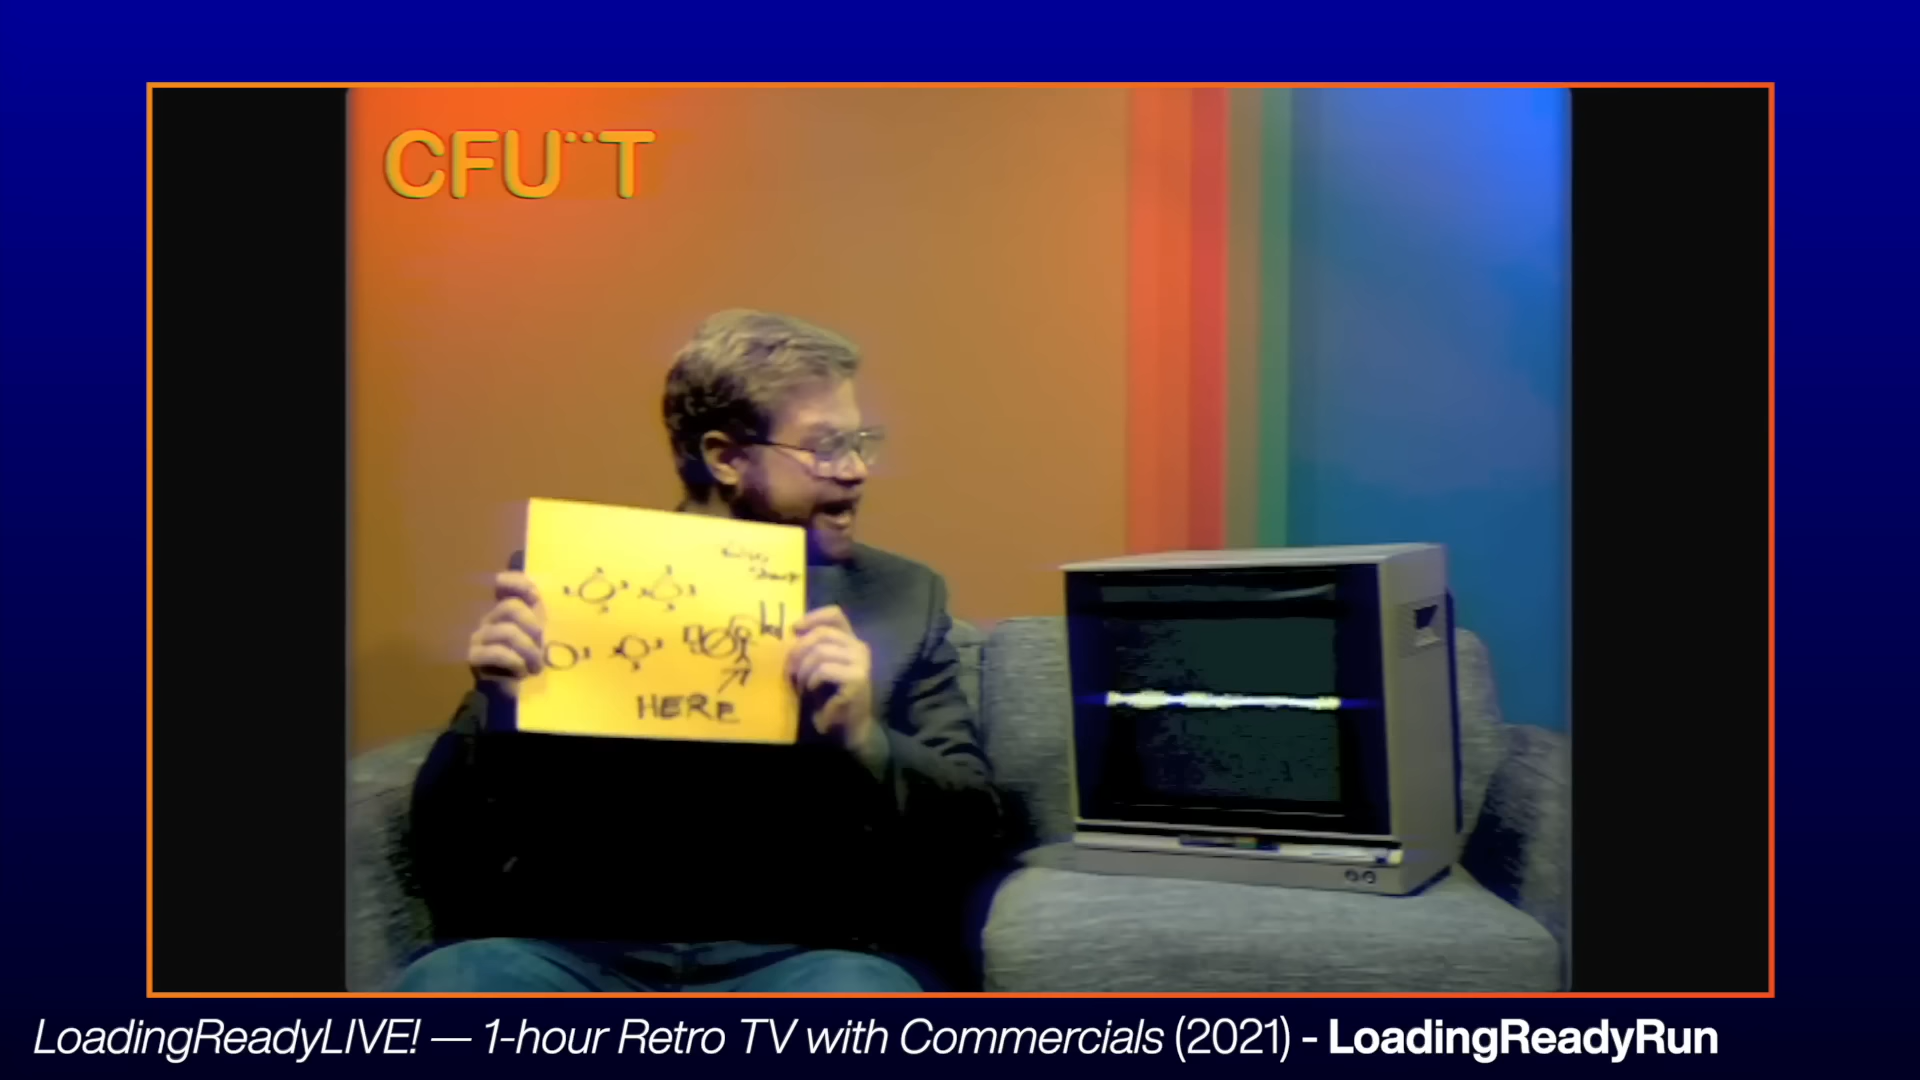 CFU¨T
HERE
LoadingReadyLIVE! — 1-hour Retro TV with Commercials (2021) - LoadingReadyRun